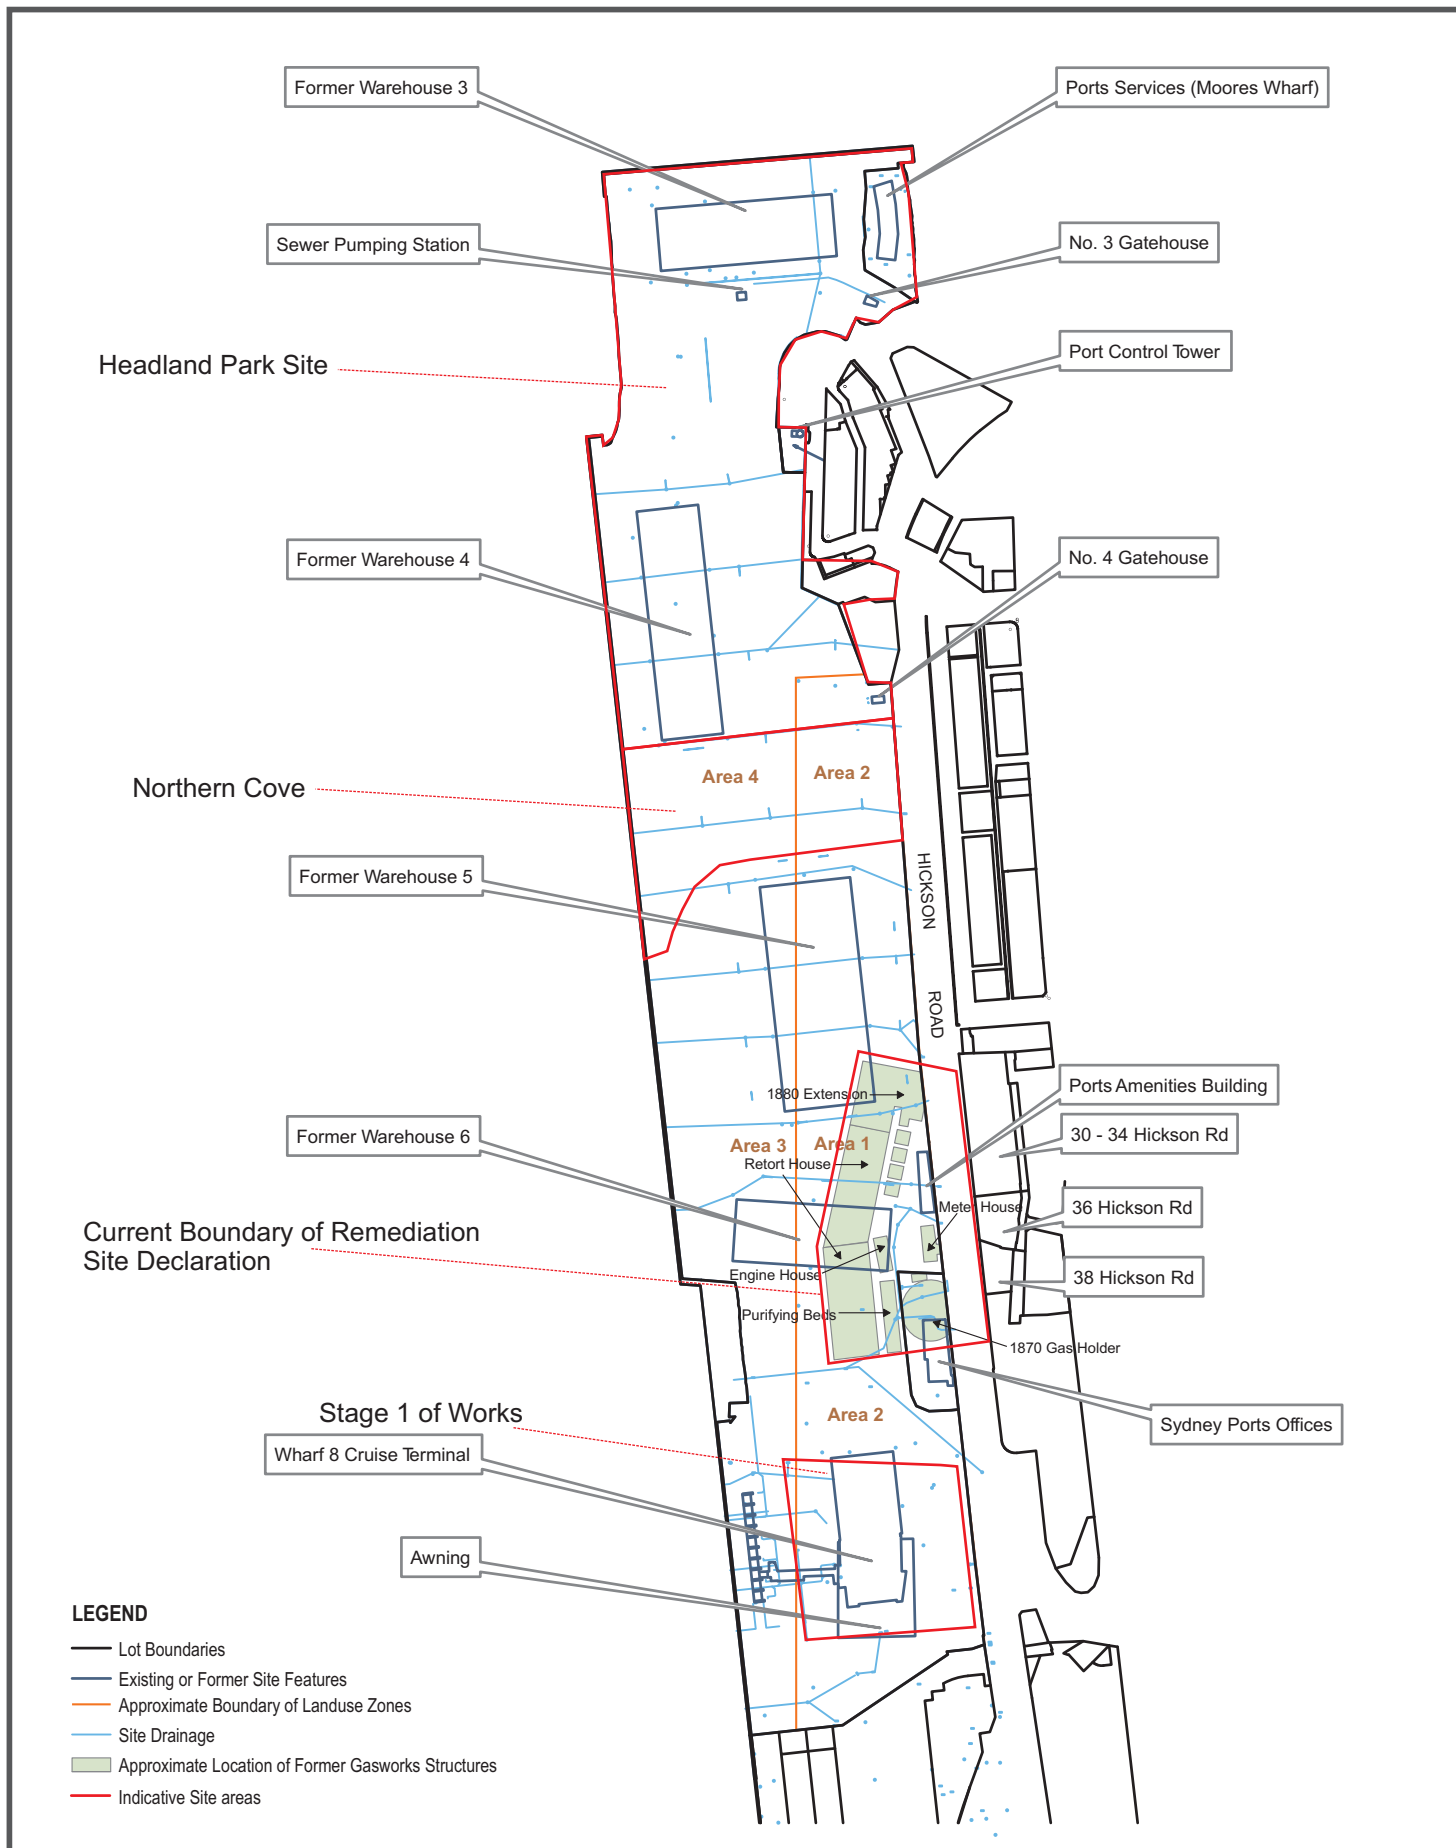 Former Warehouse 3
Ports Services (Moores Wharf)
Sewer Pumping Station
No. 3 Gatehouse
Port Control Tower
Headland Park Site
Former Warehouse 4
No. 4 Gatehouse
Area 4
Area 2
Northern Cove
Former Warehouse 5
HICKSON
ROAD
Ports Amenities Building
1880 Extension
Former Warehouse 6
30 - 34 Hickson Rd
Area 3
Area 1
Retort House
36 Hickson Rd
Meter House
Current Boundary of Remediation
Site Declaration
Engine House
38 Hickson Rd
Purifying Beds
1870 Gas Holder
Stage 1 of Works
Area 2
Sydney Ports Offices
Wharf 8 Cruise Terminal
Awning
LEGEND
Lot Boundaries
Existing or Former Site Features
Approximate Boundary of Landuse Zones
Site Drainage
Approximate Location of Former Gasworks Structures
Indicative Site areas